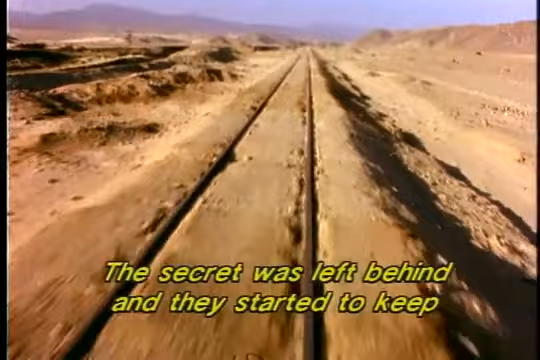 The secret was left behind
and they started to keep